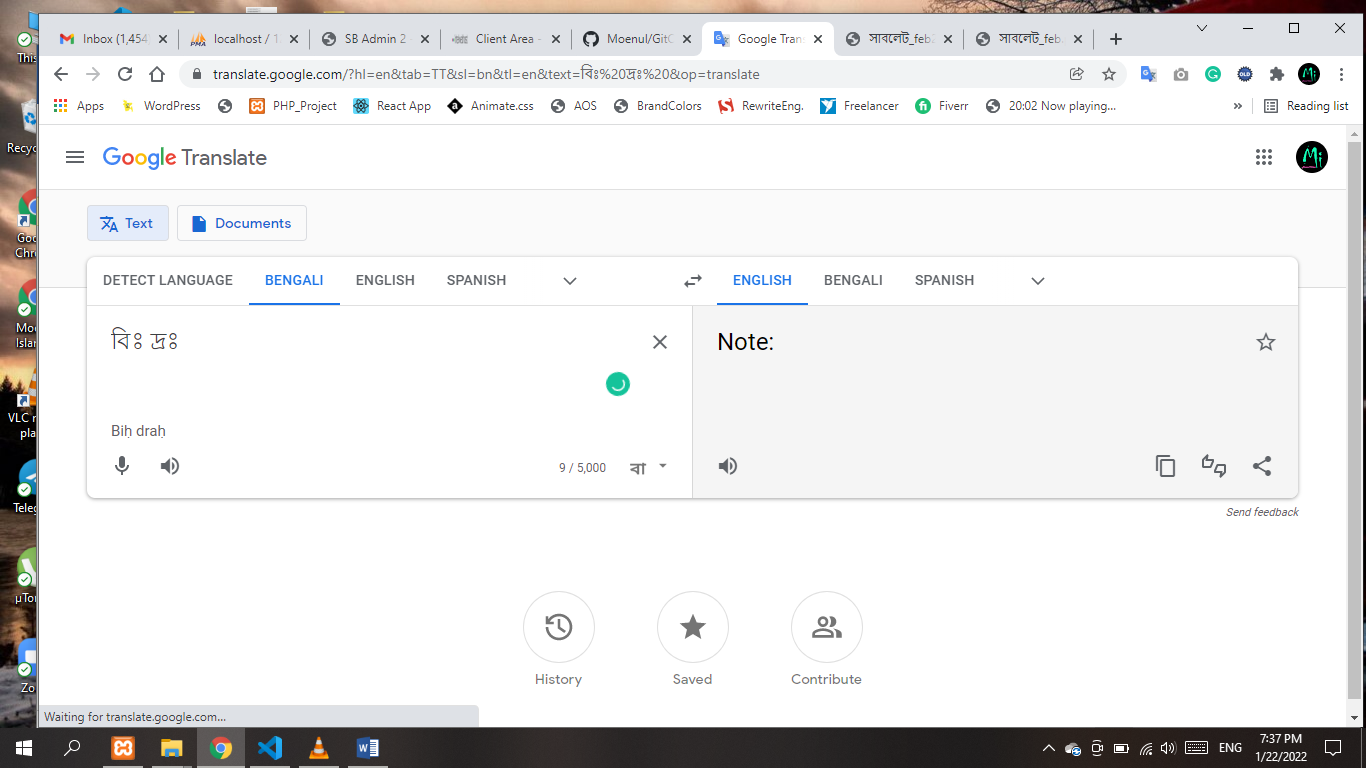 This
Recyc
Goo
Chro
Moe
Islan
VLC m
pla
Teleg
µTor
Zo
Inbox (1,454
localhost / 1
SB Admin 2 -
Client Area -
Moenul/GitC
Google Tran
সাবলেট_feb
সাবলেট_feb
translate.google.com/?hl=en&tab=TT&sl=bn&tl=en&text=বিঃ%20দ্রঃ%20&op=translate
Apps WordPress PHP_Project React App Animate.css AOS BrandColors RewriteEng. Freelancer Fiverr 20:02 Now playing... » Reading list
Google Translate
Mi
Text Documents
DETECT LANGUAGE BENGALI ENGLISH SPANISH ENGLISH BENGALI SPANISH
বিঃ দ্রঃ
Note:
Biḥ draḥ
9 / 5,000 বা
Send feedback
History Saved Contribute
Waiting for translate.google.com...
ENG
7:37 PM
1/22/2022